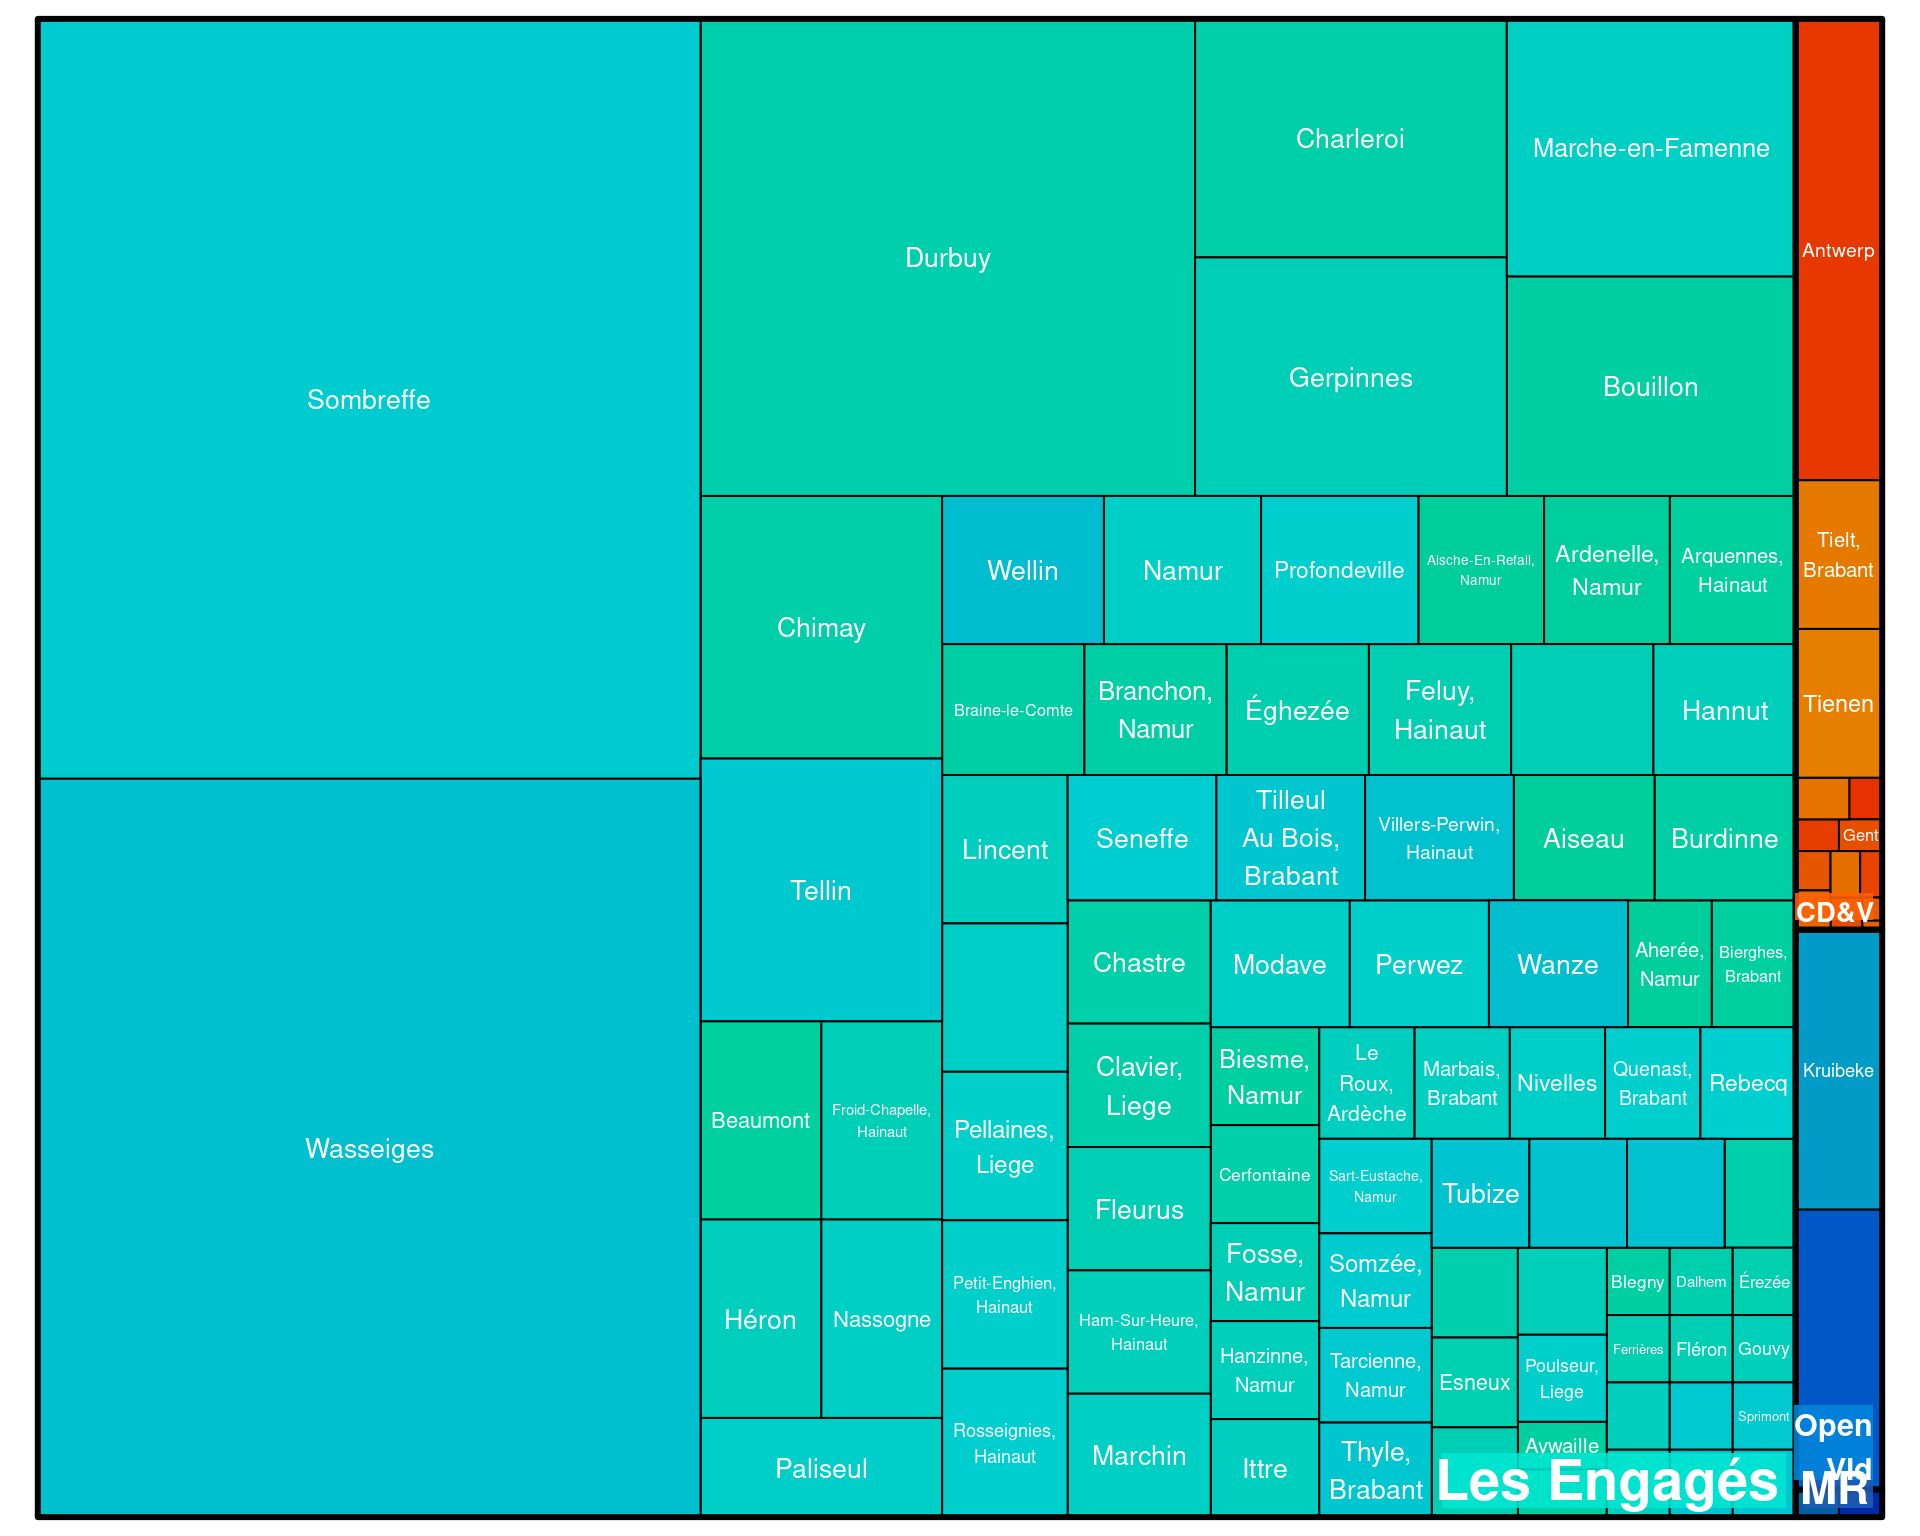 Sombreffe
Wasseiges
Durbuy
Charleroi
Marche-en-Famenne
Gerpinnes
Bouillon
Chimay
Wellin
Namur
Profondeville
Aische-En-Refail,
Namur
Ardenelle,
Namur
Arquennes,
Hainaut
Braine-le-Comte
Branchon,
Namur
Éghezée
Feluy,
Hainaut
Hannut
Tellin
Lincent
Seneffe
Tilleul
Au Bois,
Brabant
Villers-Perwin,
Hainaut
Aiseau
Burdinne
Chastre
Modave
Perwez
Wanze
Aherée,
Namur
Bierghes,
Brabant
Beaumont
Froid-Chapelle,
Hainaut
Pellaines,
Liege
Clavier,
Liege
Biesme,
Namur
Le
Roux,
Ardèche
Marbais,
Brabant
Nivelles
Quenast,
Brabant
Rebecq
Cerfontaine
Sart-Eustache,
Namur
Tubize
Fleurus
Héron
Nassogne
Petit-Enghien,
Hainaut
Ham-Sur-Heure,
Hainaut
Fosse,
Namur
Somzée,
Namur
Hanzinne,
Namur
Tarcienne,
Namur
Esneux
Poulseur,
Liege
Blegny
Dalhem
Érezée
Ferrières
Fléron
Gouvy
Sprimont
Paliseul
Rosseignies,
Hainaut
Marchin
Ittre
Thyle,
Brabant
Aywaille
Les Engagés
Antwerp
Tielt,
Brabant
Tienen
Gent
CD&V
Kruibeke
Open
Vld
MR